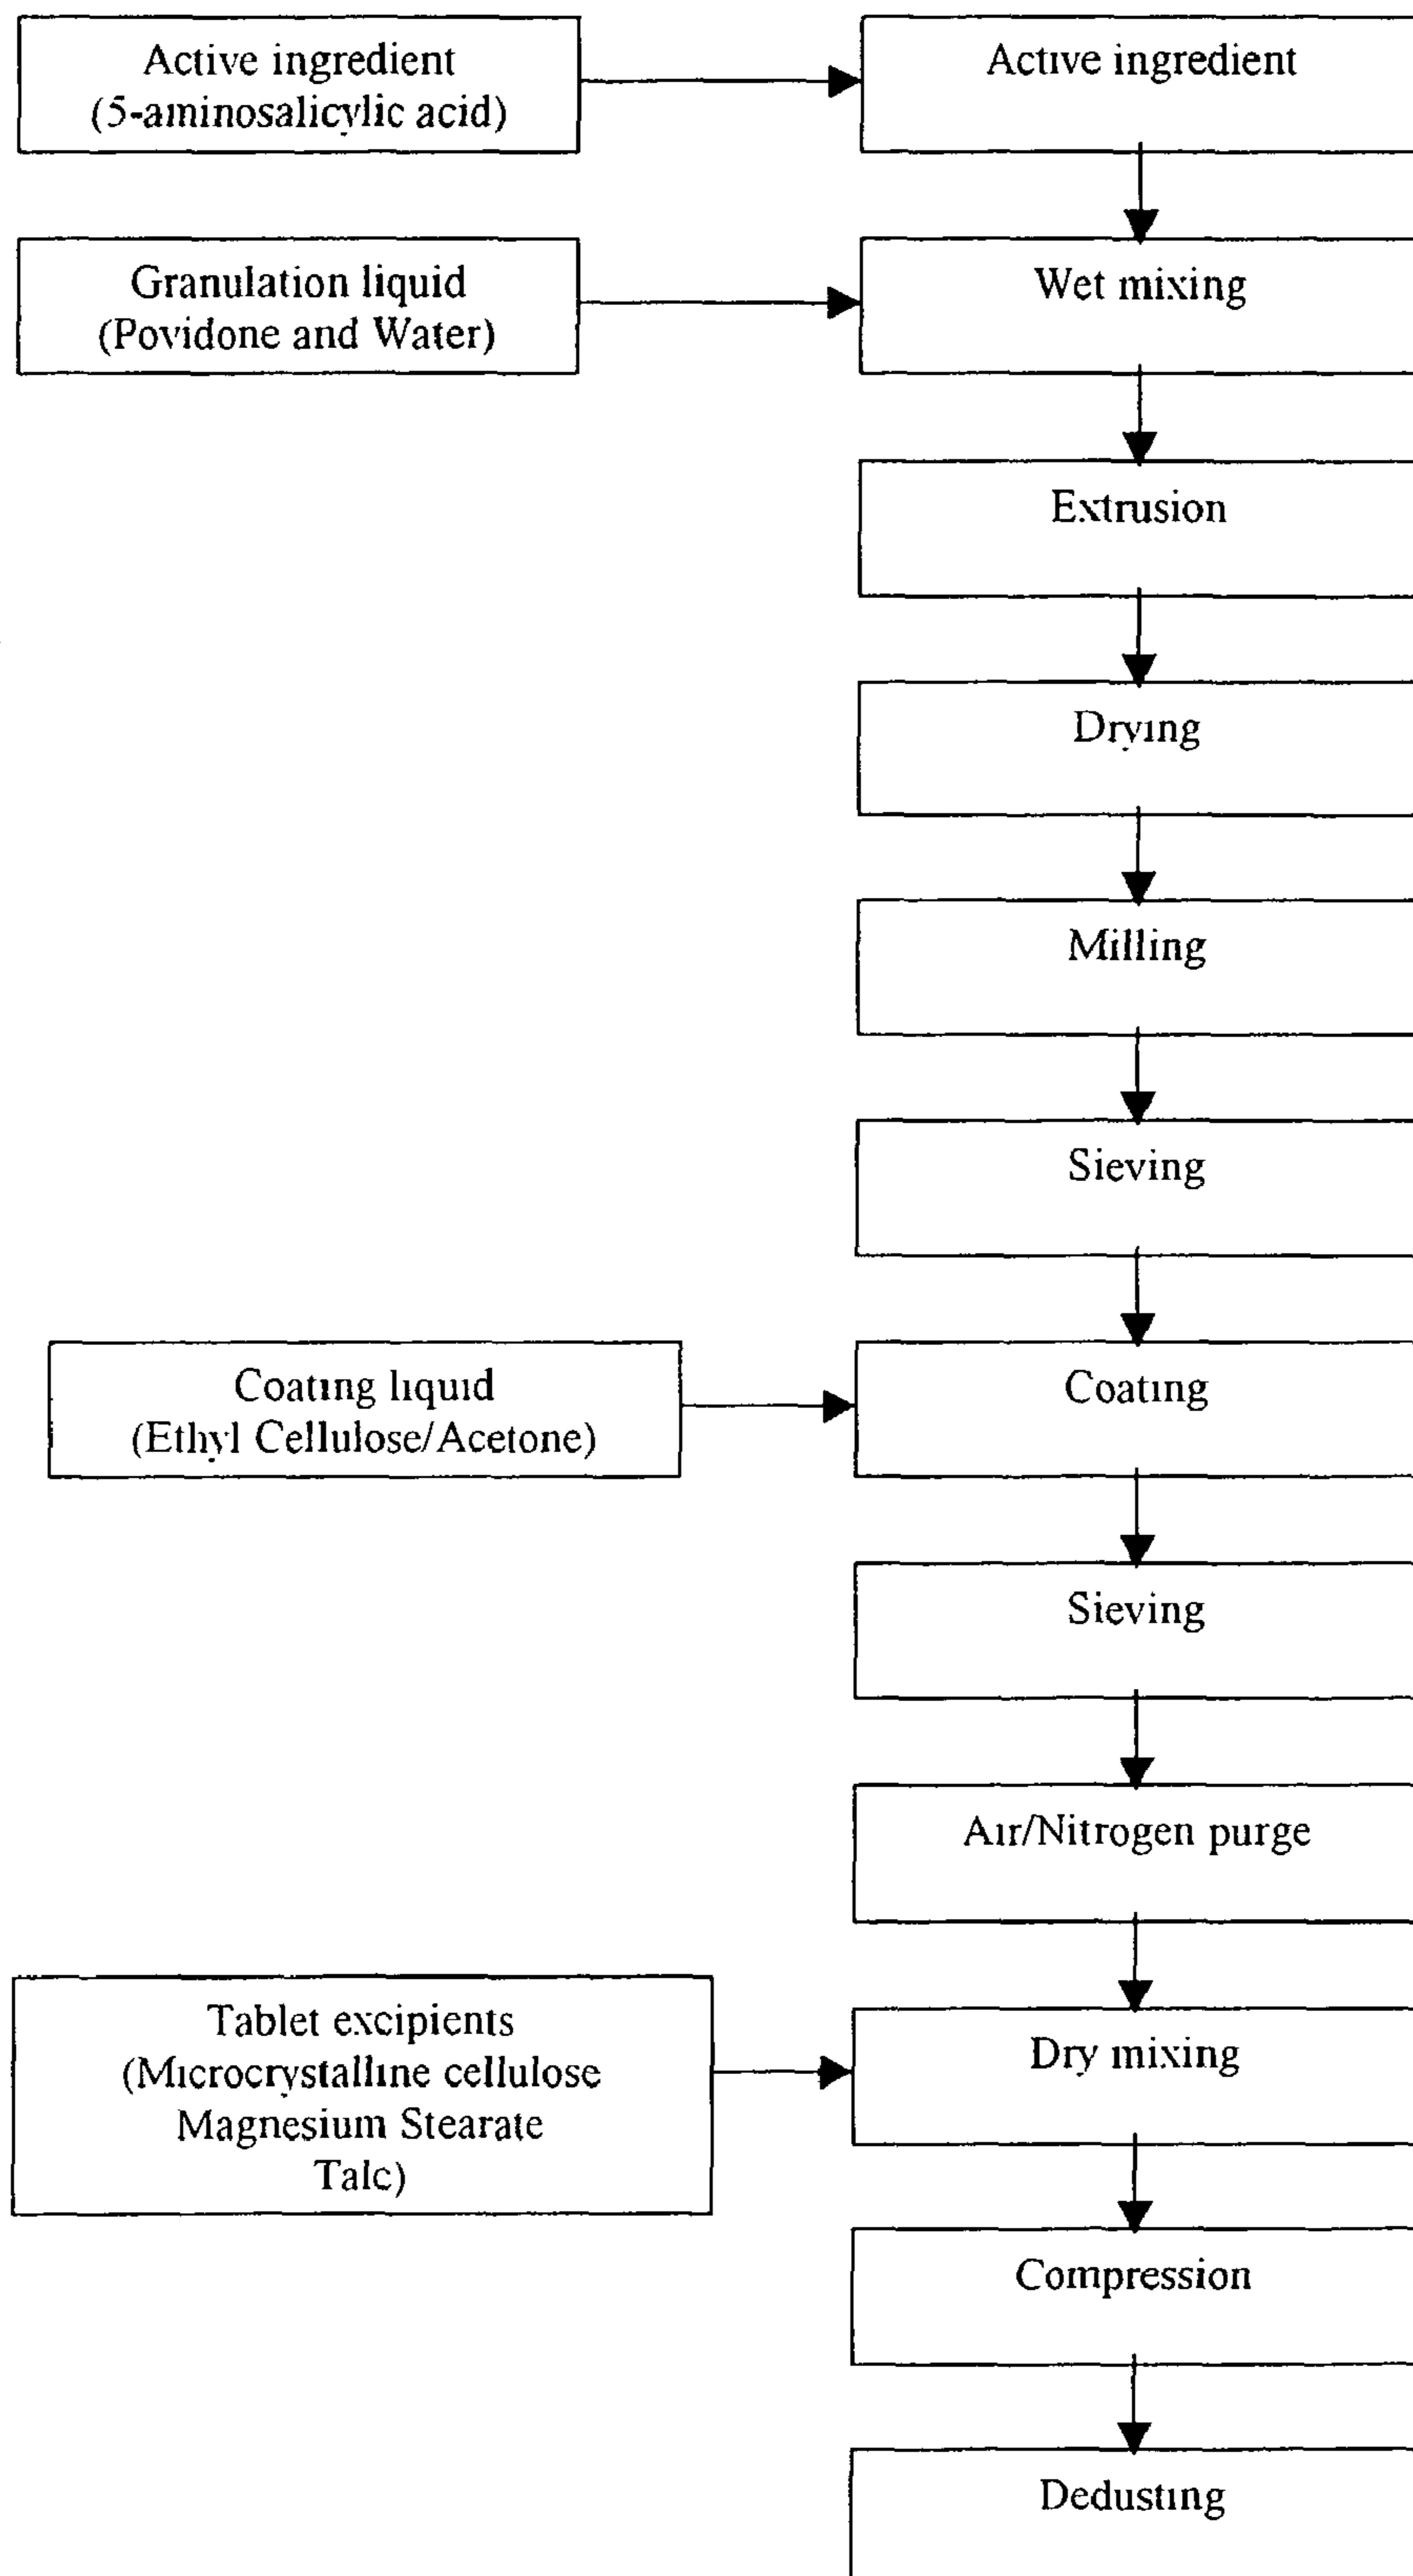 Active ingredient
(5-aminosalicylic acid)
Active ingredient
Granulation liquid
(Povidone and Water)
Wet mixing
Extrusion
Drying
Milling
Sieving
Coating liquid
(Ethyl Cellulose/Acetone)
Coating
Sieving
Air/Nitrogen purge
Tablet excipients
(Microcrystalline cellulose
Magnesium Stearate
Talc)
Dry mixing
Compression
Dedusting